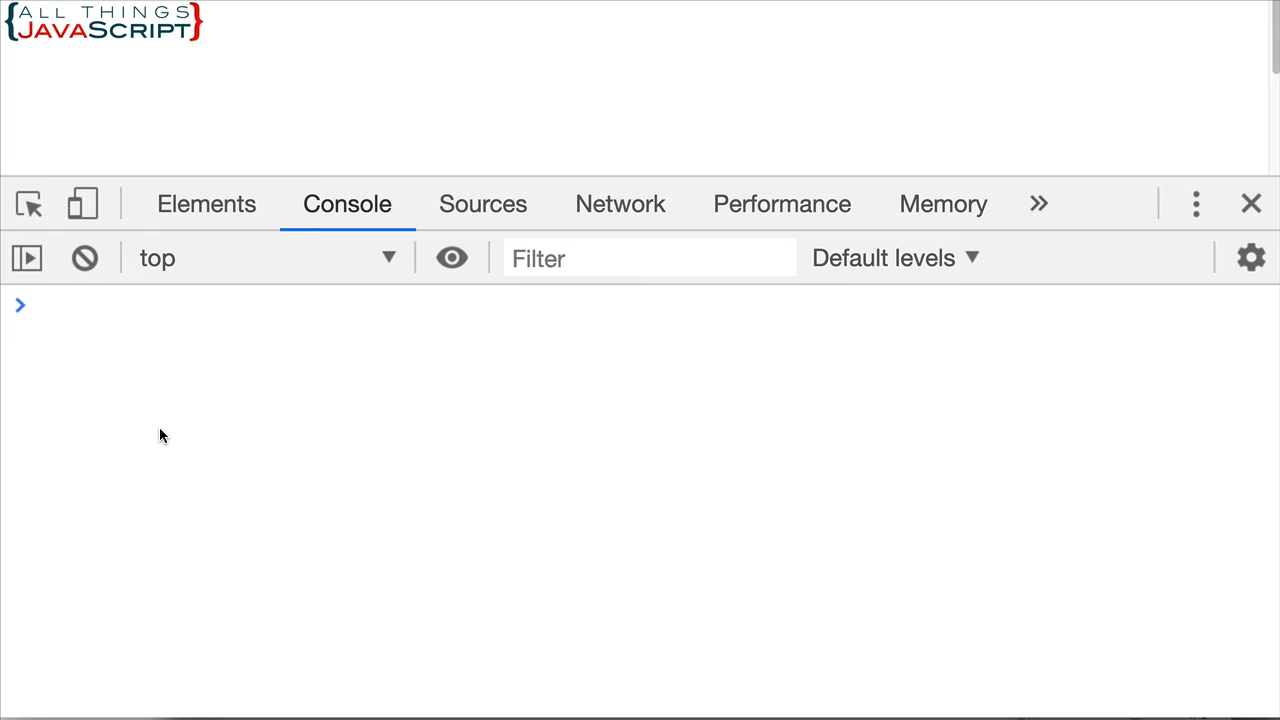 {ALL THINGS
JAVASCRIPT}
Elements Console Sources Network Performance Memory
top Filter Default levels